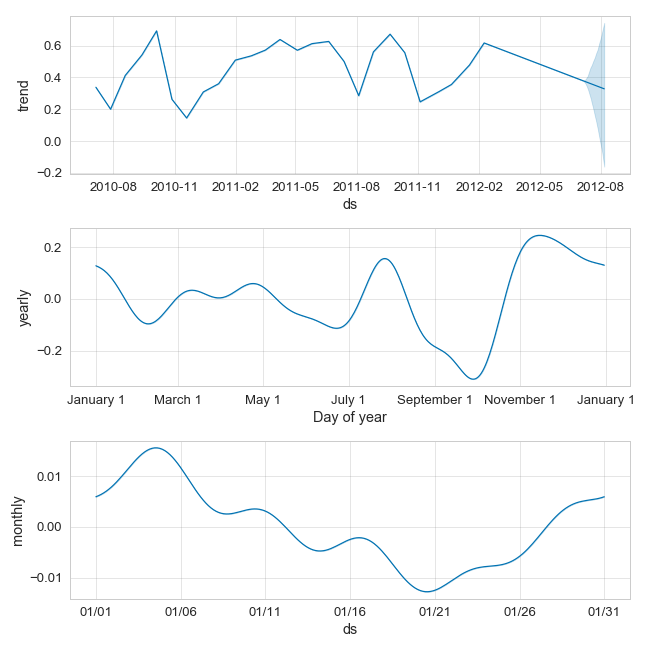 trend
0.6
0.4
0.2
0.0
−0.2
2010-08 2010-11 2011-02 2011-05 2011-08 2011-11 2012-02 2012-05 2012-08
ds
yearly
0.2
0.0
−0.2
January 1 March 1 May 1 July 1 September 1 November 1 January 1
Day of year
monthly
0.01
0.00
−0.01
01/01 01/06 01/11 01/16 01/21 01/26 01/31
ds